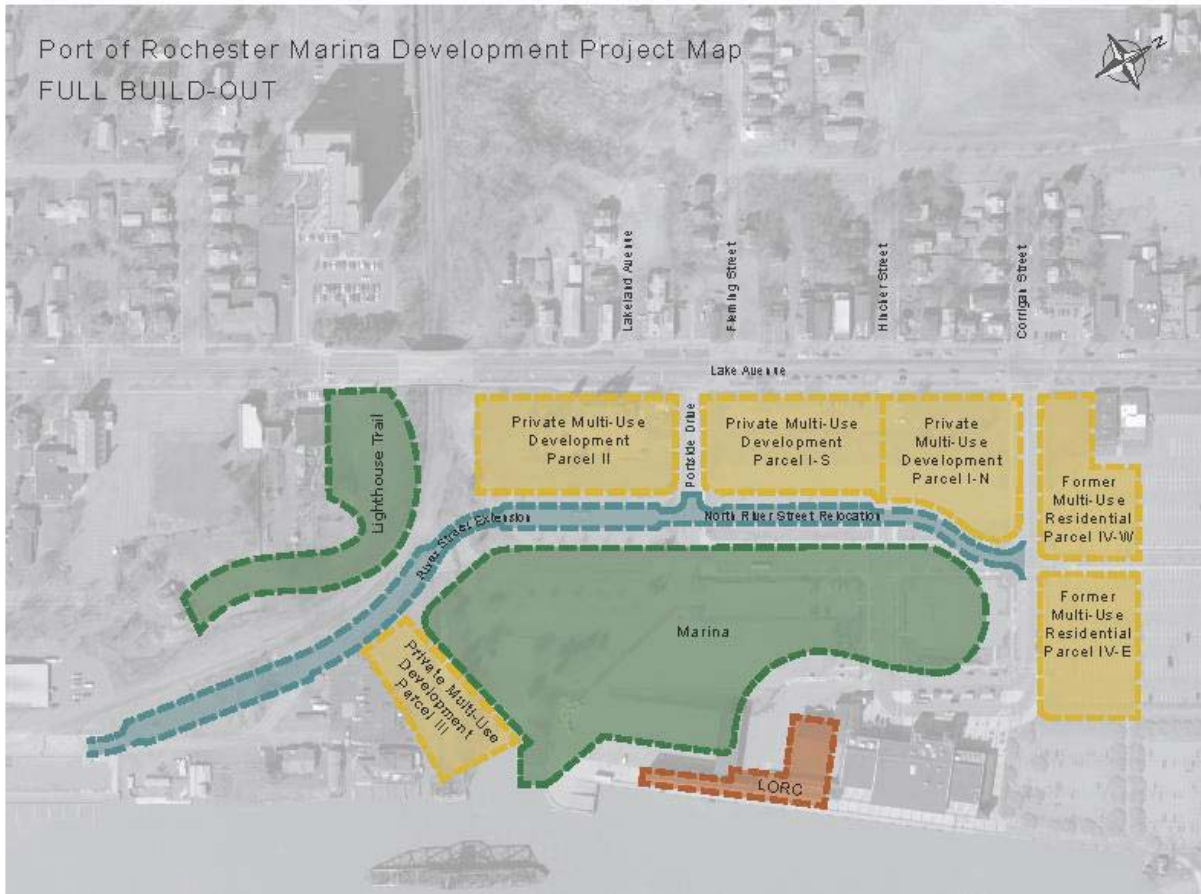 Port of Rochester Marina Development Project Map
FULL BUILD-OUT
N
Lakeland Avenue
Fleming Street
Hincher Street
Corrigan Street
Lake Avenue
Lighthouse Trail
Private Multi-Use
Development
Parcel II
Portside Drive
Private Multi-Use
Development
Parcel I-S
Private
Multi-Use
Development
Parcel I-N
Former
Multi-Use
Residential
Parcel IV-W
River Street Extension
North River Street Relocation
Former
Multi-Use
Residential
Parcel IV-E
Marina
Private Multi-Use
Development
Parcel III
LORC